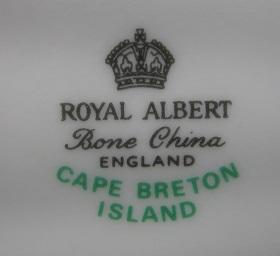 ROYAL ALBERT
Bone China
ENGLAND
CAPE BRETON
ISLAND